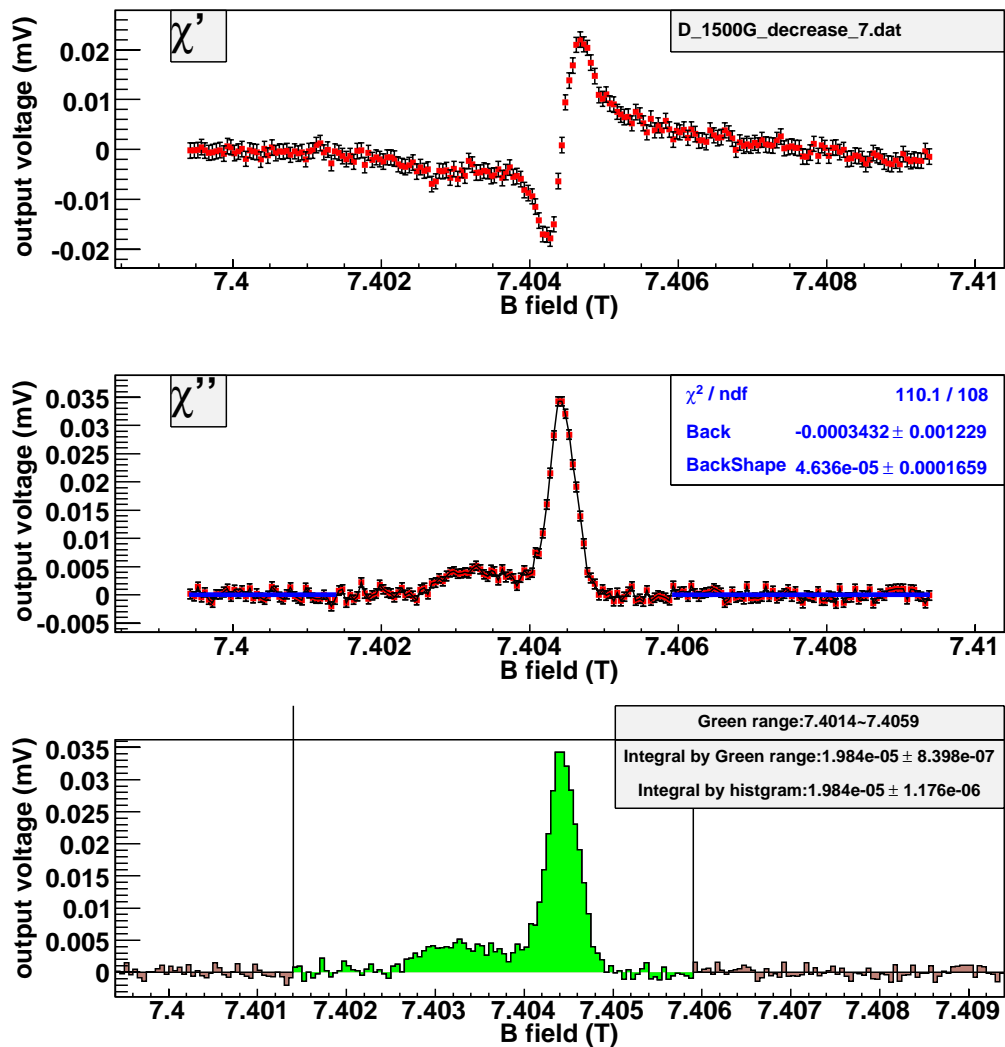 χ'
D_1500G_decrease_7.dat
output voltage (mV)
0.02
0.01
0
-0.01
-0.02
7.4 7.402 7.404 7.406 7.408 7.41
B field (T)
χ''
χ² / ndf 110.1 / 108
Back -0.0003432 ± 0.001229
BackShape 4.636e-05 ± 0.0001659
output voltage (mV)
0.035
0.03
0.025
0.02
0.015
0.01
0.005
0
-0.005
7.4 7.402 7.404 7.406 7.408 7.41
B field (T)
Green range:7.4014~7.4059
Integral by Green range:1.984e-05 ± 8.398e-07
Integral by histgram:1.984e-05 ± 1.176e-06
output voltage (mV)
0.035
0.03
0.025
0.02
0.015
0.01
0.005
0
7.4 7.401 7.402 7.403 7.404 7.405 7.406 7.407 7.408 7.409
B field (T)